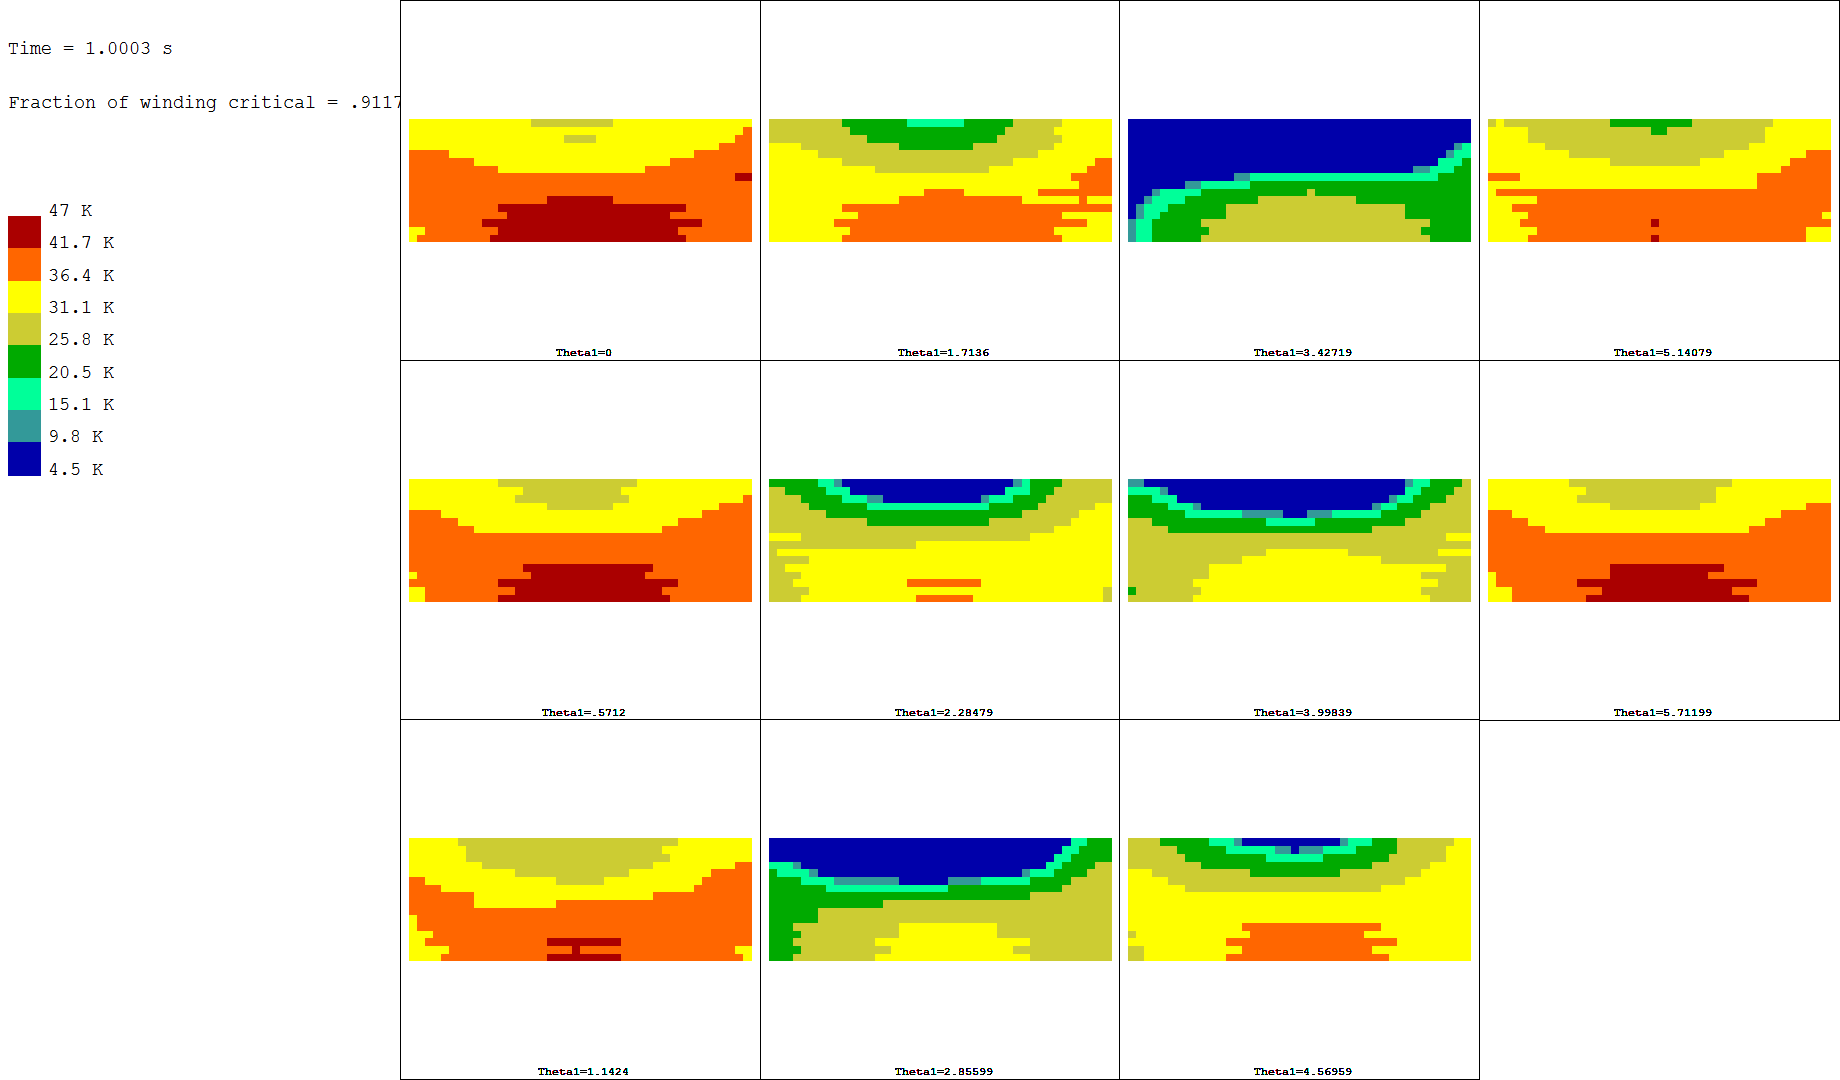 Time = 1.0003 s
Fraction of winding critical = .9117
47 K
41.7 K
36.4 K
31.1 K
25.8 K
20.5 K
15.1 K
9.8 K
4.5 K
Theta1=0
Theta1=1.7136
Theta1=3.42719
Theta1=5.14079
Theta1=.5712
Theta1=2.28479
Theta1=3.99839
Theta1=5.71199
Theta1=1.1424
Theta1=2.85599
Theta1=4.56959